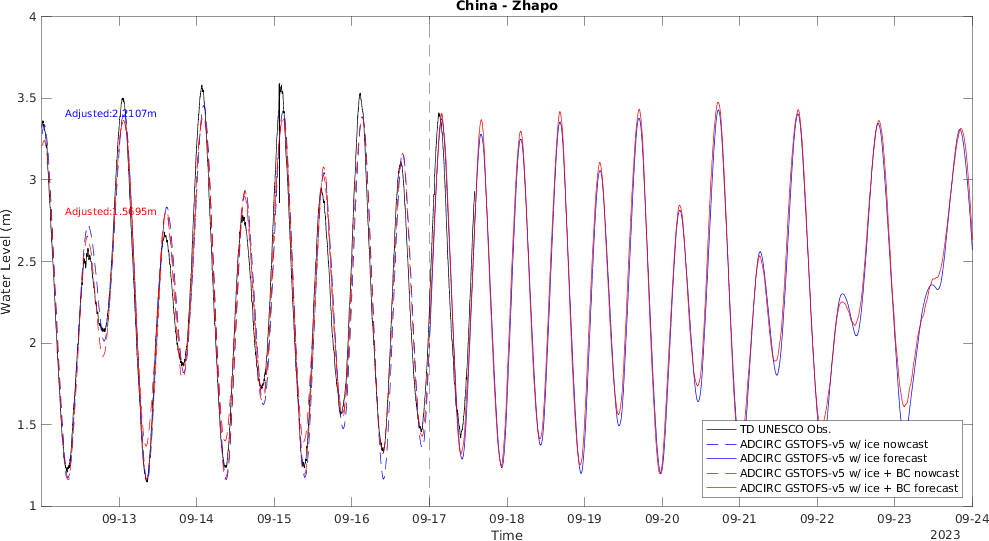 China - Zhapo
4
3.5
3
2.5
2
1.5
1
Water Level (m)
Adjusted:2.2107m
Adjusted:1.5695m
TD UNESCO Obs.
ADCIRC GSTOFS-v5 w/ ice nowcast
ADCIRC GSTOFS-v5 w/ ice forecast
ADCIRC GSTOFS-v5 w/ ice + BC nowcast
ADCIRC GSTOFS-v5 w/ ice + BC forecast
09-13 09-14 09-15 09-16 09-17 09-18 09-19 09-20 09-21 09-22 09-23 09-24
Time
2023